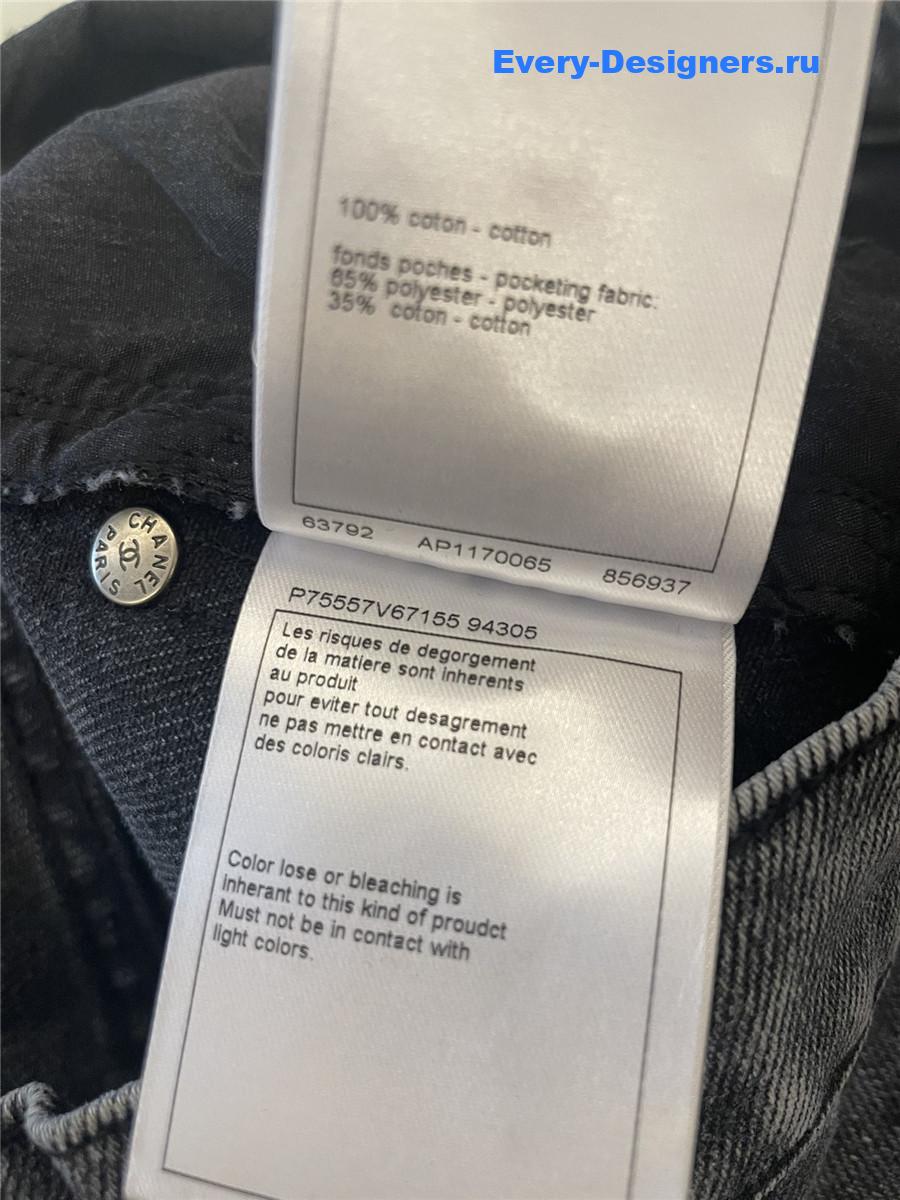 Every-Designers.ru
100% coton - cotton
fonds poches - pocketing fabric:
65% polyester - polyester
35% coton - cotton
63792 AP1170065 856937
CHANEL
PARIS
P75557V67155 94305
Les risques de degorgement
de la matiere sont inherents
au produit
pour eviter tout desagrement
ne pas mettre en contact avec
des coloris clairs.
Color lose or bleaching is
inherant to this kind of proudct
Must not be in contact with
light colors.